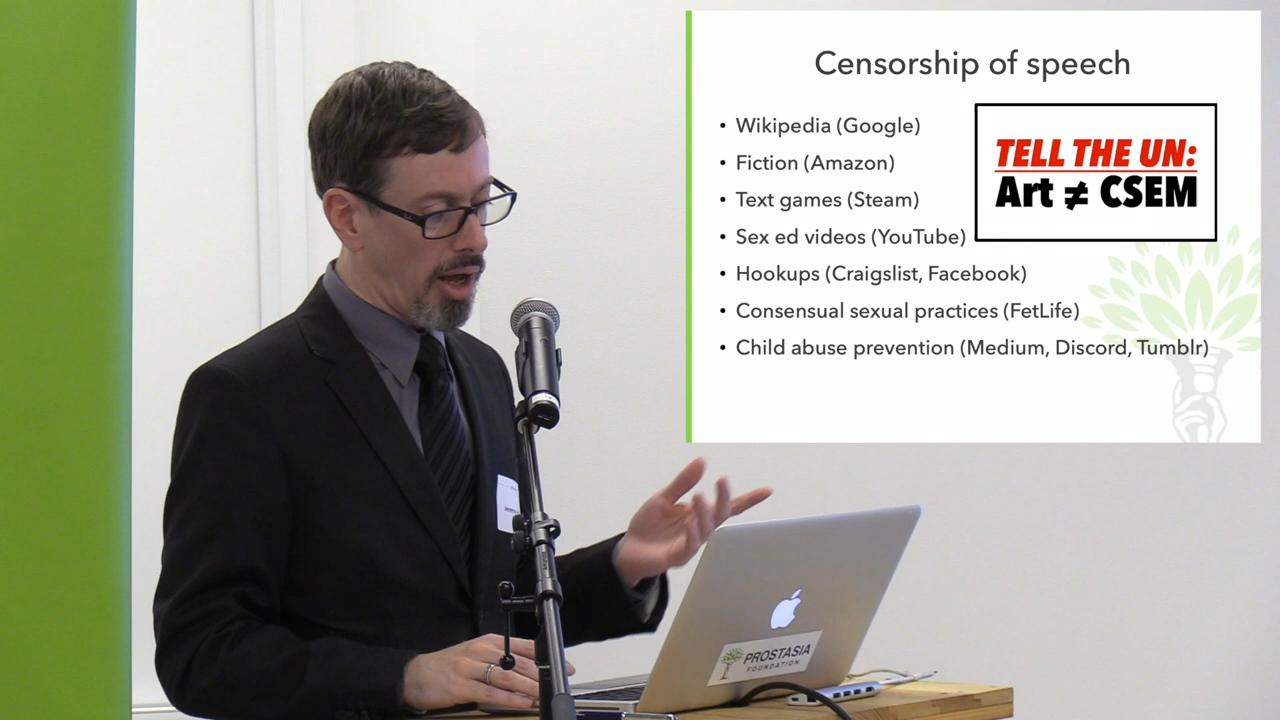 Censorship of speech
• Wikipedia (Google)
• Fiction (Amazon)
• Text games (Steam)
• Sex ed videos (YouTube)
• Hookups (Craigslist, Facebook)
• Consensual sexual practices (FetLife)
• Child abuse prevention (Medium, Discord, Tumblr)
TELL THE UN:
Art ≠ CSEM
PROSTASIA
FOUNDATION